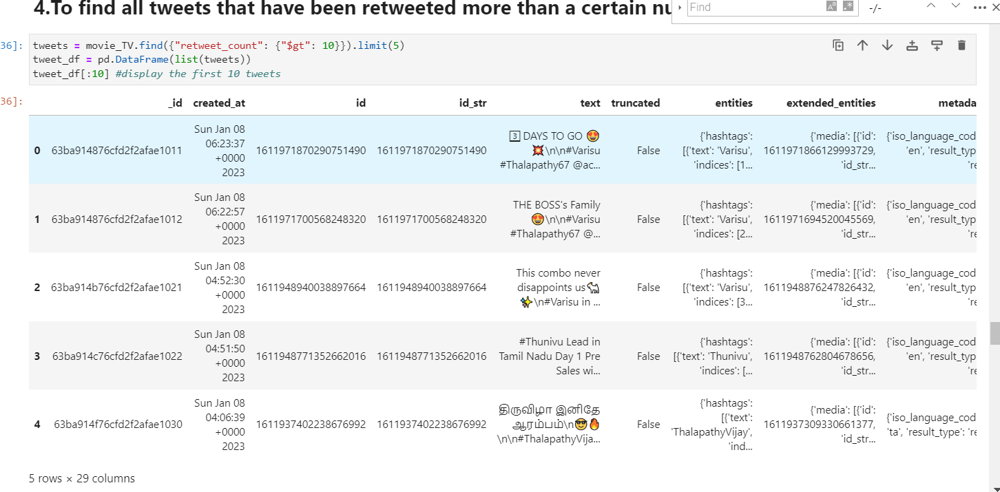 4.To find all tweets that have been retweeted more than a certain nu
Find
-/-
36]:
tweets = movie_TV.find({"retweet_count": {"$gt": 10}}).limit(5)
tweet_df = pd.DataFrame(list(tweets))
tweet_df[:10] #display the first 10 tweets
36]:
_id created_at id id_str text truncated entities extended_entities metada
0 63ba914876cfd2f2afae1011 Sun Jan 08 06:23:37 +0000 2023 1611971870290751490 1611971870290751490 3️⃣ DAYS TO GO 😍💥\n\n#Varisu #Thalapathy67 @ac... False {'hashtags': [{'text': 'Varisu', 'indices': [1... {'media': [{'id': 1611971866129993729, 'id_str... {'iso_language_cod 'en', 'result_typ 're
1 63ba914876cfd2f2afae1012 Sun Jan 08 06:22:57 +0000 2023 1611971700568248320 1611971700568248320 THE BOSS's Family 😍\n\n#Varisu #Thalapathy67 @... False {'hashtags': [{'text': 'Varisu', 'indices': [2... {'media': [{'id': 1611971694520045569, 'id_str... {'iso_language_cod 'en', 'result_typ 're
2 63ba914b76cfd2f2afae1021 Sun Jan 08 04:52:30 +0000 2023 1611948940038897664 1611948940038897664 This combo never disappoints us🐪✨\n#Varisu in ... False {'hashtags': [{'text': 'Varisu', 'indices': [3... {'media': [{'id': 1611948876247826432, 'id_str... {'iso_language_cod 'en', 'result_typ 're
3 63ba914c76cfd2f2afae1022 Sun Jan 08 04:51:50 +0000 2023 1611948771352662016 1611948771352662016 #Thunivu Lead in Tamil Nadu Day 1 Pre Sales wi... False {'hashtags': [{'text': 'Thunivu', 'indices': [... {'media': [{'id': 1611948762804678656, 'id_str... {'iso_language_cod 'en', 'result_typ 're
4 63ba914f76cfd2f2afae1030 Sun Jan 08 04:06:39 +0000 2023 1611937402238676992 1611937402238676992 திருவிழா இனிதே ஆரம்பம்\n😎🔥\n\n#ThalapathyVija... False {'hashtags': [{'text': 'ThalapathyVijay', 'ind... {'media': [{'id': 1611937309330661377, 'id_str... {'iso_language_cod 'ta', 'result_type': 're
5 rows × 29 columns